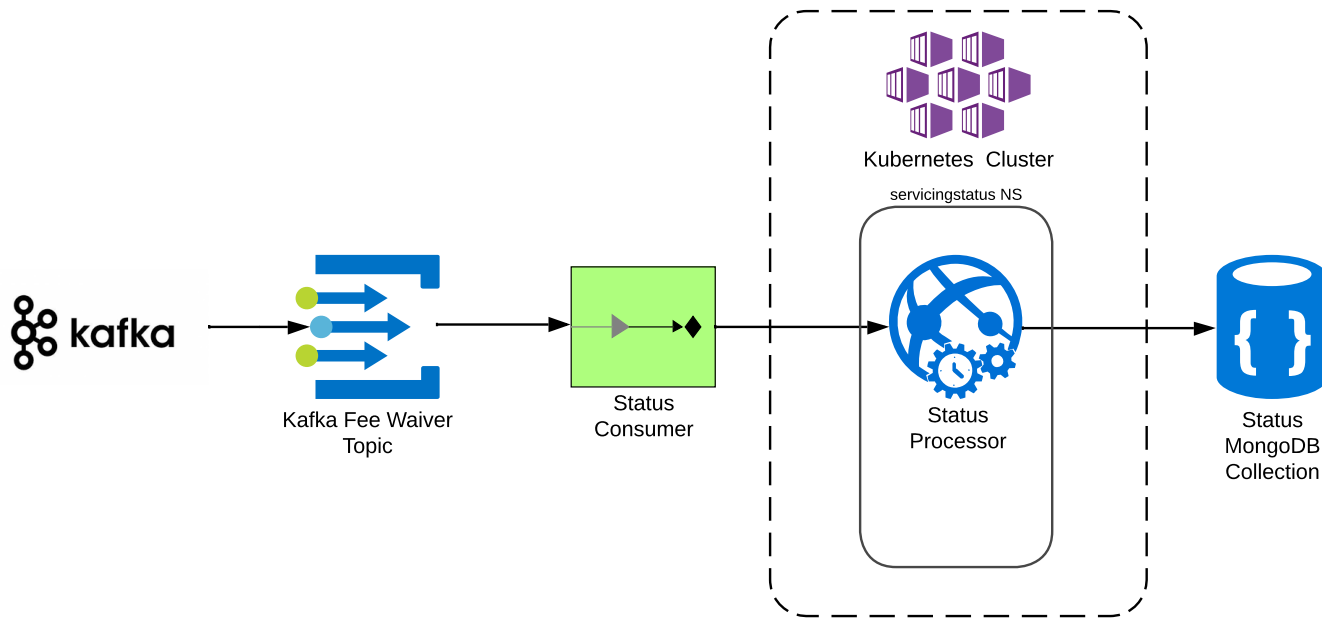 Kubernetes Cluster
servicingstatus NS
kafka
Kafka Fee Waiver
Topic
Status
Consumer
Status
Processor
{ }
Status
MongoDB
Collection